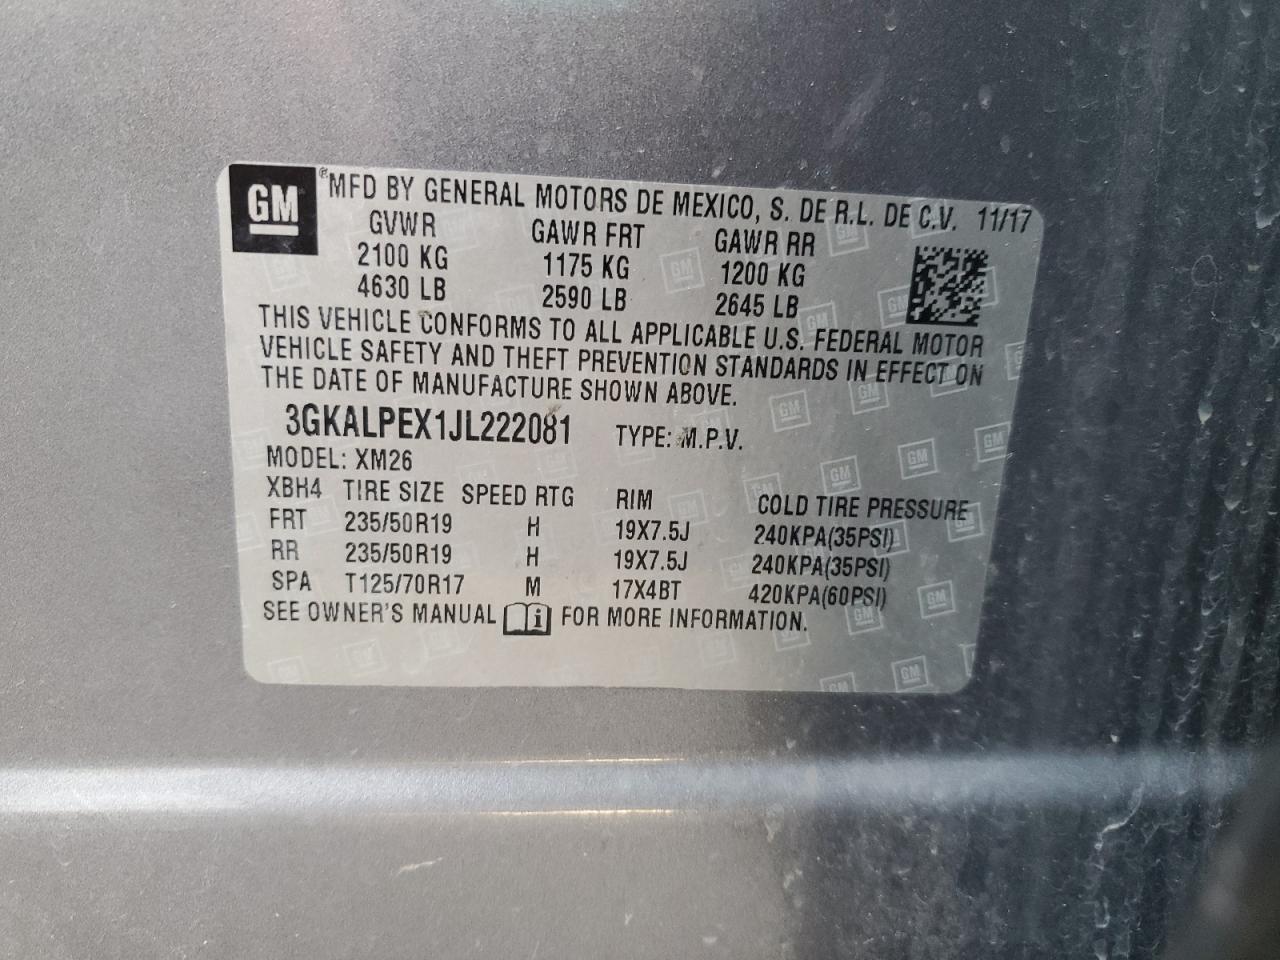 GM ® MFD BY GENERAL MOTORS DE MEXICO, S. DE R.L. DE C.V. 11/17
GVWR GAWR FRT GAWR RR
2100 KG 1175 KG 1200 KG
4630 LB 2590 LB 2645 LB
THIS VEHICLE CONFORMS TO ALL APPLICABLE U.S. FEDERAL MOTOR
VEHICLE SAFETY AND THEFT PREVENTION STANDARDS IN EFFECT ON
THE DATE OF MANUFACTURE SHOWN ABOVE.
3GKALPEX1JL222081 TYPE: M.P.V.
MODEL: XM26
XBH4 TIRE SIZE SPEED RTG RIM COLD TIRE PRESSURE
FRT 235/50R19 H 19X7.5J 240KPA(35PSI)
RR 235/50R19 H 19X7.5J 240KPA(35PSI)
SPA T125/70R17 M 17X4BT 420KPA(60PSI)
SEE OWNER'S MANUAL i FOR MORE INFORMATION.